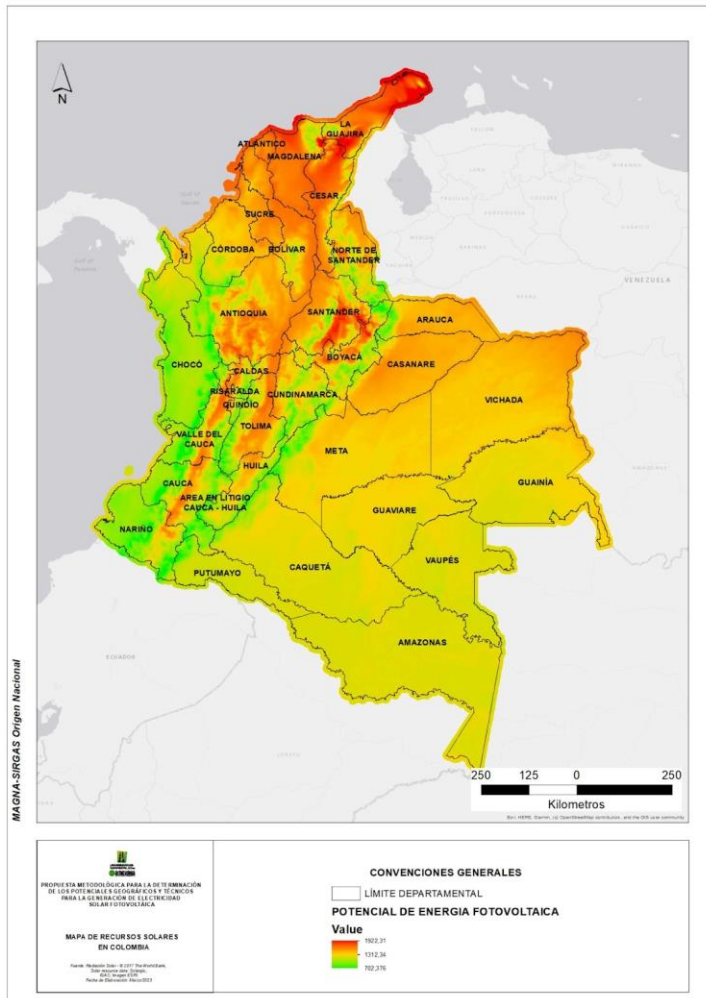 N
LA
GUAJIRA
ATLÁNTICO
MAGDALENA
CESAR
SUCRE
CÓRDOBA
BOLÍVAR
NORTE DE
SANTANDER
ANTIOQUIA
SANTANDER
ARAUCA
CHOCÓ
BOYACÁ
CASANARE
CALDAS
RISARALDA
CUNDINAMARCA
QUINDÍO
VICHADA
TOLIMA
VALLE DEL
CAUCA
META
HUILA
GUAINÍA
CAUCA
AREA EN LITIGIO
CAUCA - HUILA
GUAVIARE
NARIÑO
VAUPÉS
PUTUMAYO
CAQUETÁ
AMAZONAS
VENEZUELA
ECUADOR
MAGNA-SIRGAS Origen Nacional
250 125 0 250
Kilometros
PROPUESTA METODOLÓGICA PARA LA DETERMINACIÓN
DE LOS POTENCIALES GEOGRÁFICOS Y TÉCNICOS
PARA LA GENERACIÓN DE ELECTRICIDAD
SOLAR FOTOVOLTÁICA
MAPA DE RECURSOS SOLARES
EN COLOMBIA
CONVENCIONES GENERALES
LÍMITE DEPARTAMENTAL
POTENCIAL DE ENERGIA FOTOVOLTAICA
Value
1922,31
1312,34
702,376